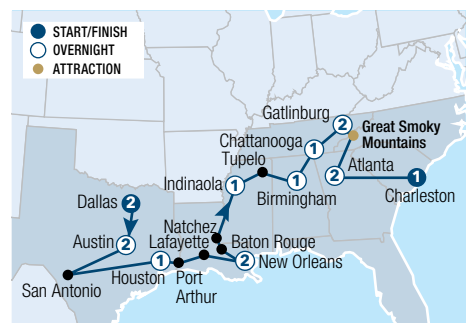 START/FINISH
OVERNIGHT
ATTRACTION
Gatlinburg
2
Great Smoky
Mountains
Chattanooga
1
Tupelo
Atlanta
2
1
Indinaola
1
1
Charleston
Birmingham
Dallas
2
Natchez
Austin
2
Lafayette
Baton Rouge
Houston
1
2
New Orleans
San Antonio
Port
Arthur